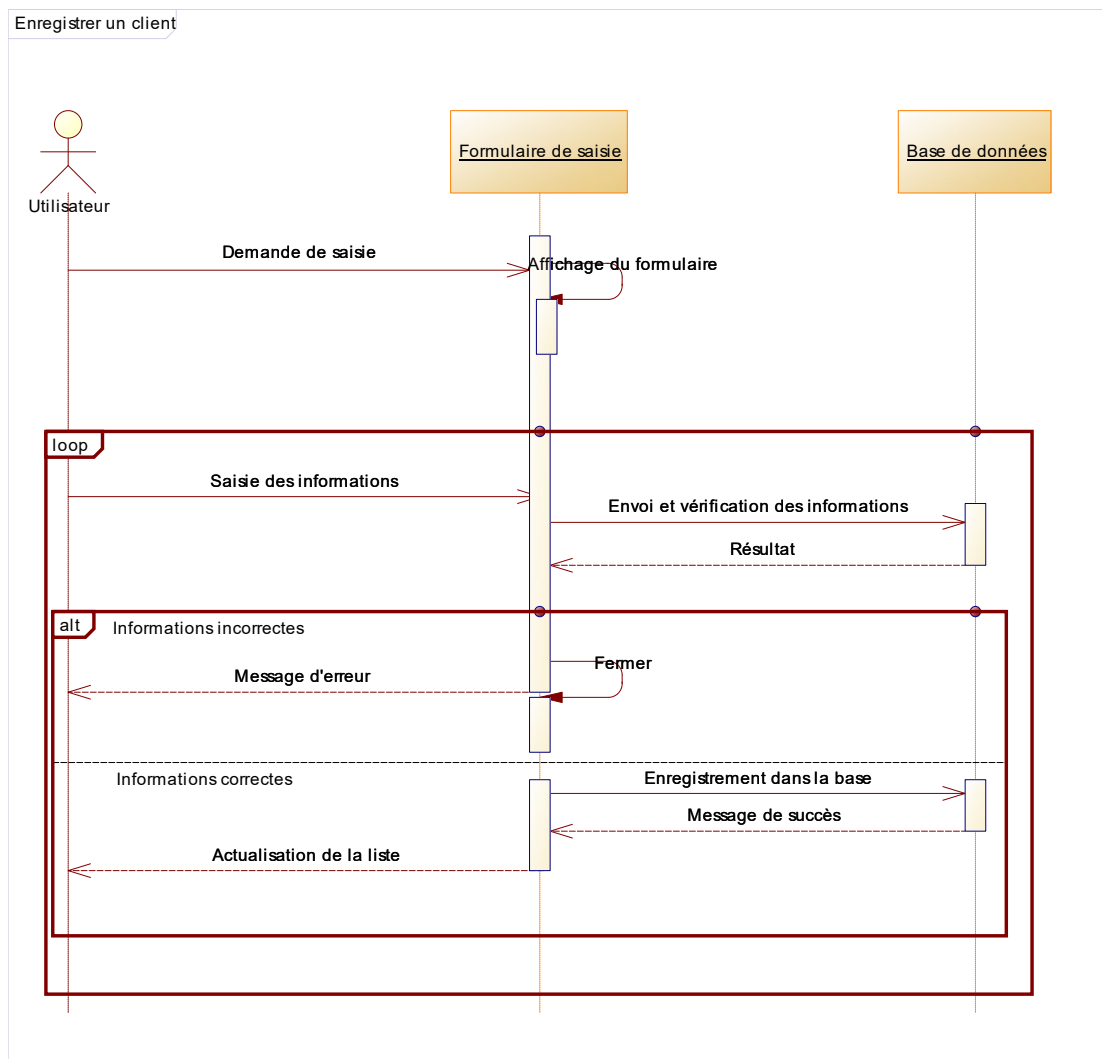 Enregistrer un client
Utilisateur
Formulaire de saisie
Base de données
Demande de saisie
Affichage du formulaire
loop
Saisie des informations
Envoi et vérification des informations
Résultat
alt
Informations incorrectes
Fermer
Message d'erreur
Informations correctes
Enregistrement dans la base
Message de succès
Actualisation de la liste